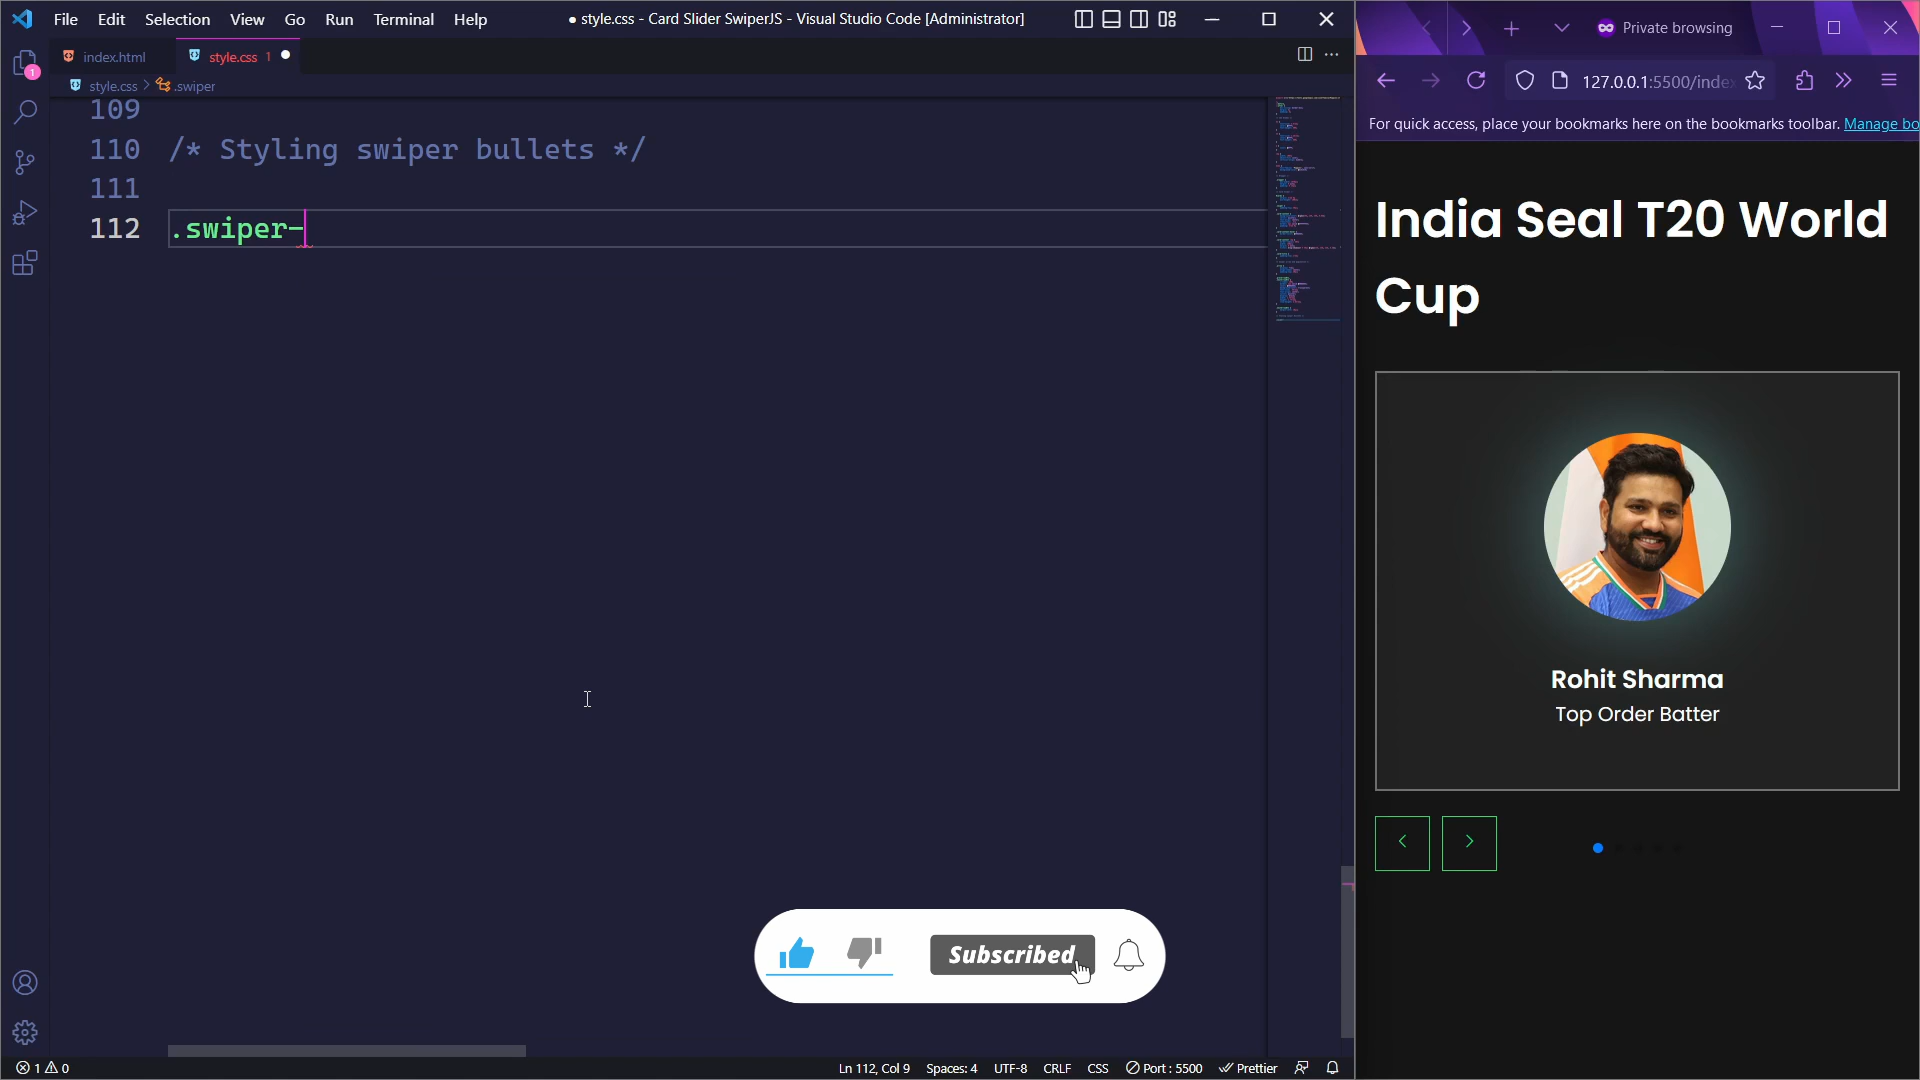 File Edit Selection View Go Run Terminal Help
● style.css - Card Slider SwiperJS - Visual Studio Code [Administrator]
index.html
style.css 1 ●
style.css > .swiper
109
110 /* Styling swiper bullets */
111
112 .swiper-
Subscribed
1 0
Ln 112, Col 9 Spaces: 4 UTF-8 CRLF CSS Port : 5500 Prettier
1
Private browsing
127.0.0.1:5500/inde
For quick access, place your bookmarks here on the bookmarks toolbar. Manage bo
India Seal T20 World
Cup
Rohit Sharma
Top Order Batter